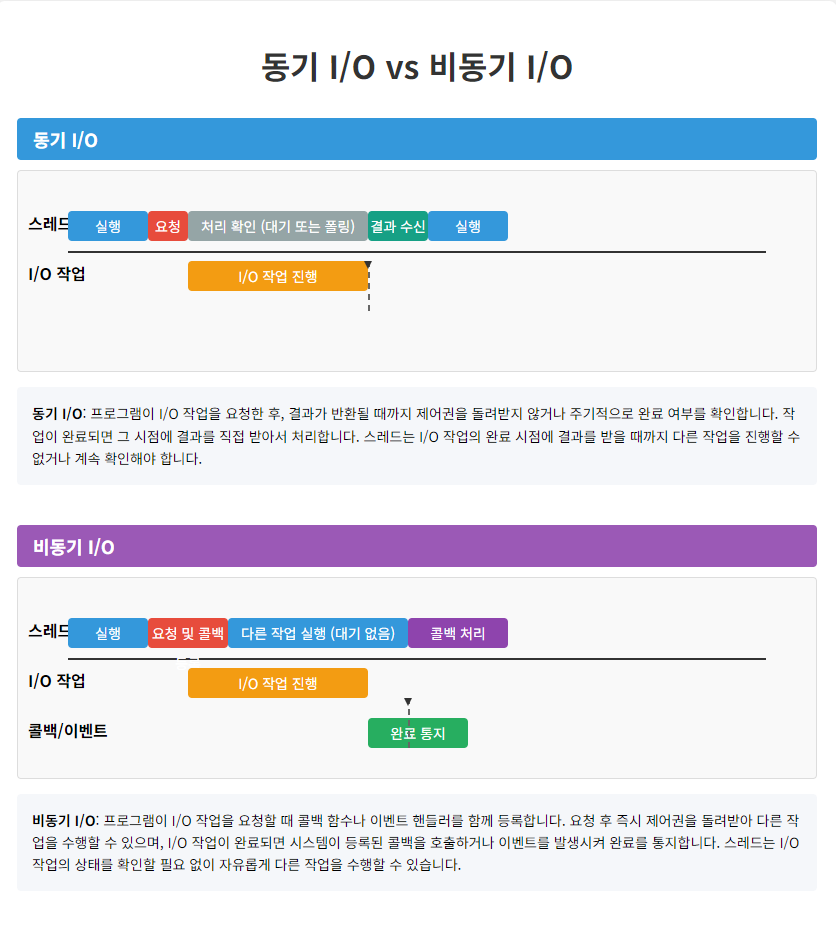 동기 I/O vs 비동기 I/O
동기 I/O
스레드 실행 요청 처리 확인 (대기 또는 폴링) 결과 수신 실행
I/O 작업 I/O 작업 진행
동기 I/O: 프로그램이 I/O 작업을 요청한 후, 결과가 반환될 때까지 제어권을 돌려받지 않거나 주기적으로 완료 여부를 확인합니다. 작
업이 완료되면 그 시점에 결과를 직접 받아서 처리합니다. 스레드는 I/O 작업의 완료 시점에 결과를 받을 때까지 다른 작업을 진행할 수
없거나 계속 확인해야 합니다.
비동기 I/O
스레드 실행 요청 및 콜백 다른 작업 실행 (대기 없음) 콜백 처리
I/O 작업 I/O 작업 진행
콜백/이벤트 완료 통지
비동기 I/O: 프로그램이 I/O 작업을 요청할 때 콜백 함수나 이벤트 핸들러를 함께 등록합니다. 요청 후 즉시 제어권을 돌려받아 다른 작
업을 수행할 수 있으며, I/O 작업이 완료되면 시스템이 등록된 콜백을 호출하거나 이벤트를 발생시켜 완료를 통지합니다. 스레드는 I/O
작업의 상태를 확인할 필요 없이 자유롭게 다른 작업을 수행할 수 있습니다.